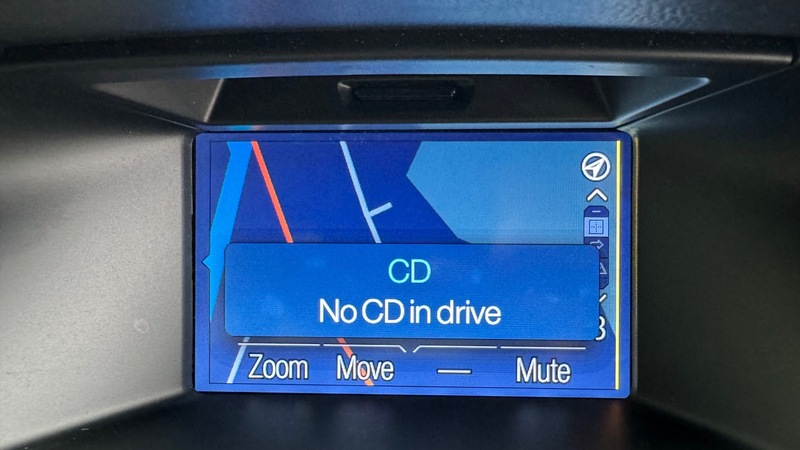 CD
No CD in drive
Zoom Move — Mute